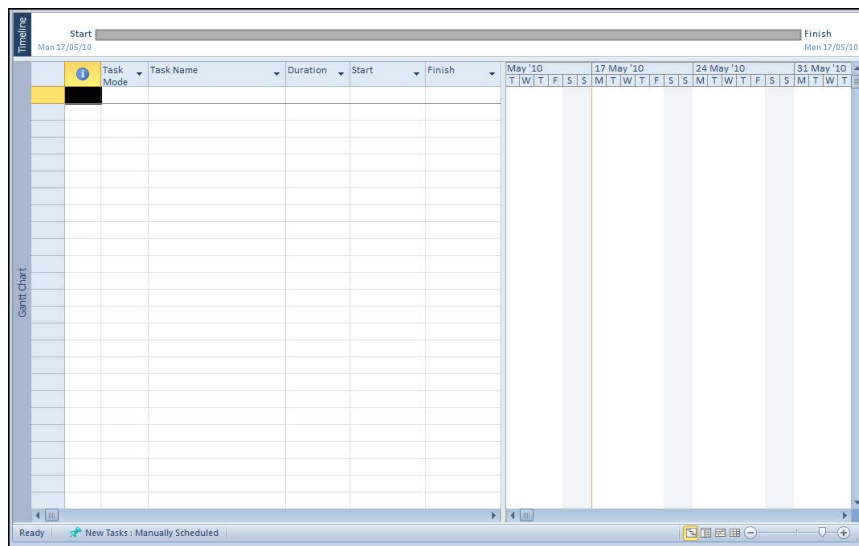 Timeline
Start
Finish
Mon 17/05/10
Mon 17/05/10
Task Mode
Task Name
Duration
Start
Finish
May '10
17 May '10
24 May '10
31 May '10
T W T F S S M T W T F S S M T W T F S S M T W T
Gantt Chart
Ready
New Tasks : Manually Scheduled